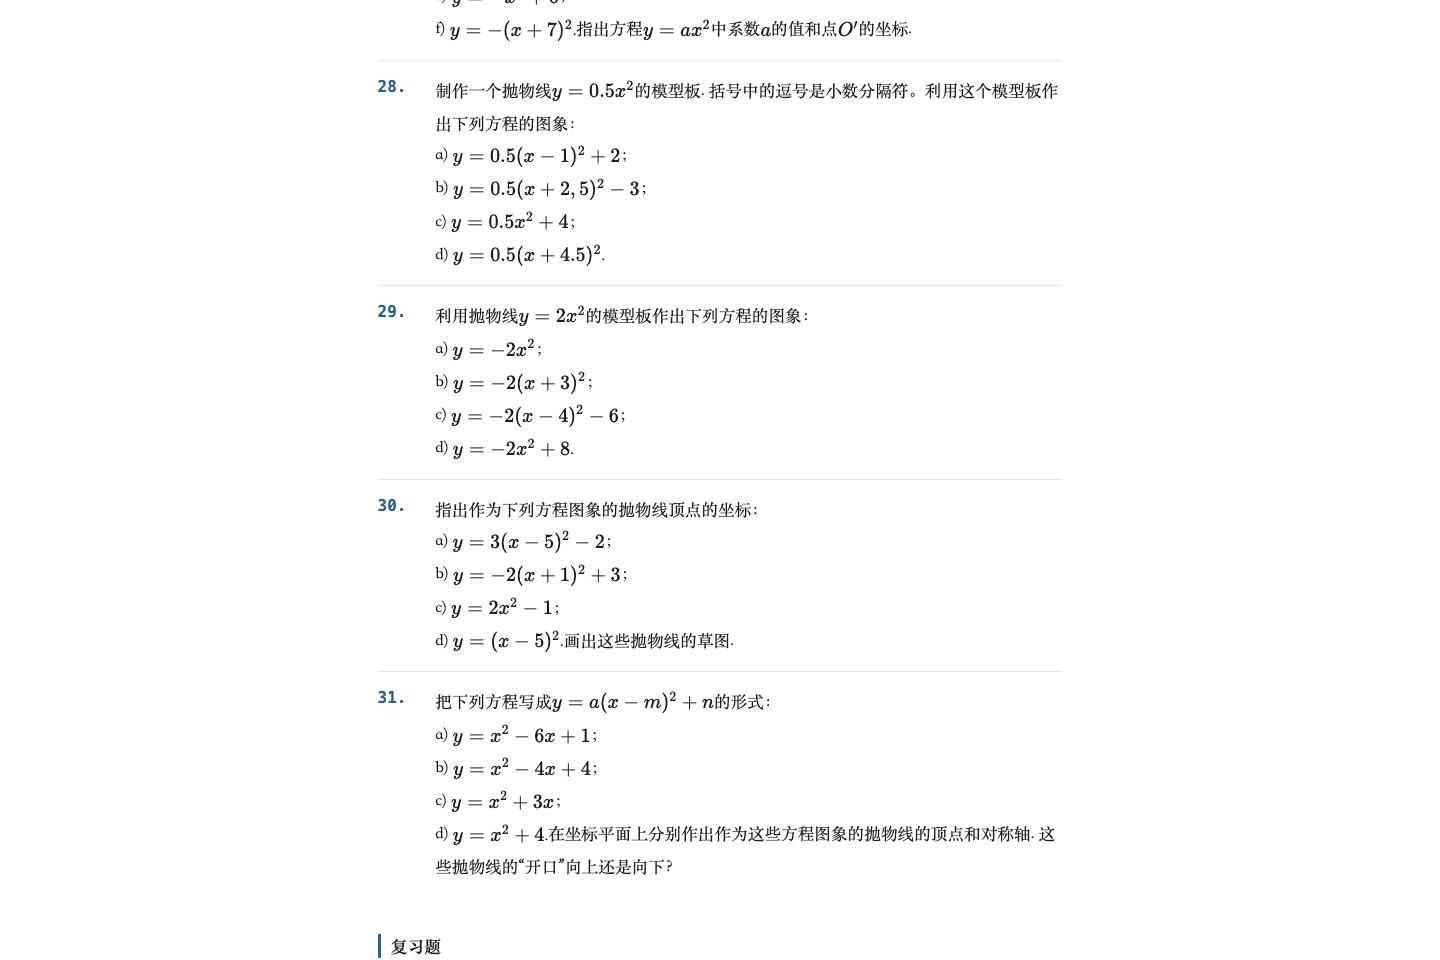 f) y = −(x + 7)².指出方程y = ax²中系数a的值和点O′的坐标.
28. 制作一个抛物线y = 0.5x²的模型板. 括号中的逗号是小数分隔符。利用这个模型板作
出下列方程的图象：
a) y = 0.5(x − 1)² + 2；
b) y = 0.5(x + 2, 5)² − 3；
c) y = 0.5x² + 4；
d) y = 0.5(x + 4.5)².
29. 利用抛物线y = 2x²的模型板作出下列方程的图象：
a) y = −2x²；
b) y = −2(x + 3)²；
c) y = −2(x − 4)² − 6；
d) y = −2x² + 8.
30. 指出作为下列方程图象的抛物线顶点的坐标：
a) y = 3(x − 5)² − 2；
b) y = −2(x + 1)² + 3；
c) y = 2x² − 1；
d) y = (x − 5)².画出这些抛物线的草图.
31. 把下列方程写成y = a(x − m)² + n的形式：
a) y = x² − 6x + 1；
b) y = x² − 4x + 4；
c) y = x² + 3x；
d) y = x² + 4.在坐标平面上分别作出作为这些方程图象的抛物线的顶点和对称轴. 这
些抛物线的“开口”向上还是向下？
复习题